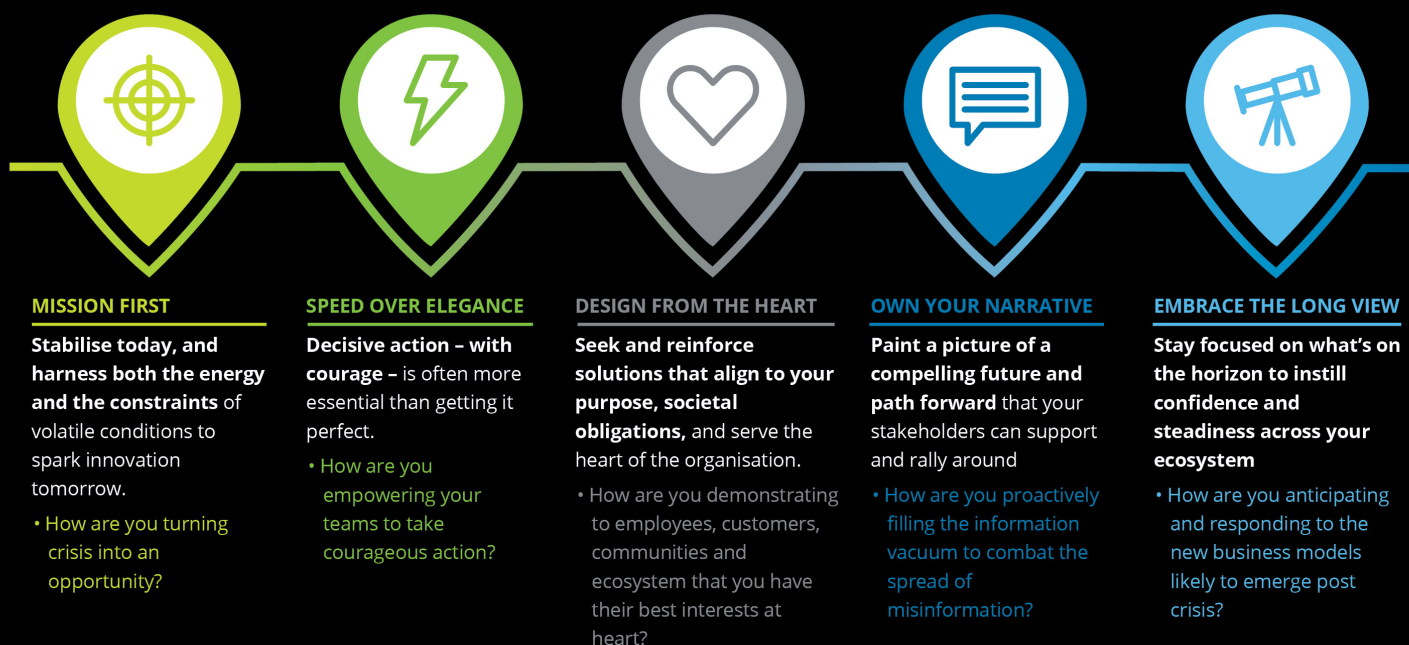 MISSION FIRST
Stabilise today, and
harness both the energy
and the constraints of
volatile conditions to
spark innovation
tomorrow.
• How are you turning
crisis into an
opportunity?
SPEED OVER ELEGANCE
Decisive action – with
courage – is often more
essential than getting it
perfect.
• How are you
empowering your
teams to take
courageous action?
DESIGN FROM THE HEART
Seek and reinforce
solutions that align to your
purpose, societal
obligations, and serve the
heart of the organisation.
• How are you demonstrating
to employees, customers,
communities and
ecosystem that you have
their best interests at
heart?
OWN YOUR NARRATIVE
Paint a picture of a
compelling future and
path forward that your
stakeholders can support
and rally around
• How are you proactively
filling the information
vacuum to combat the
spread of
misinformation?
EMBRACE THE LONG VIEW
Stay focused on what's on
the horizon to instill
confidence and
steadiness across your
ecosystem
• How are you anticipating
and responding to the
new business models
likely to emerge post
crisis?